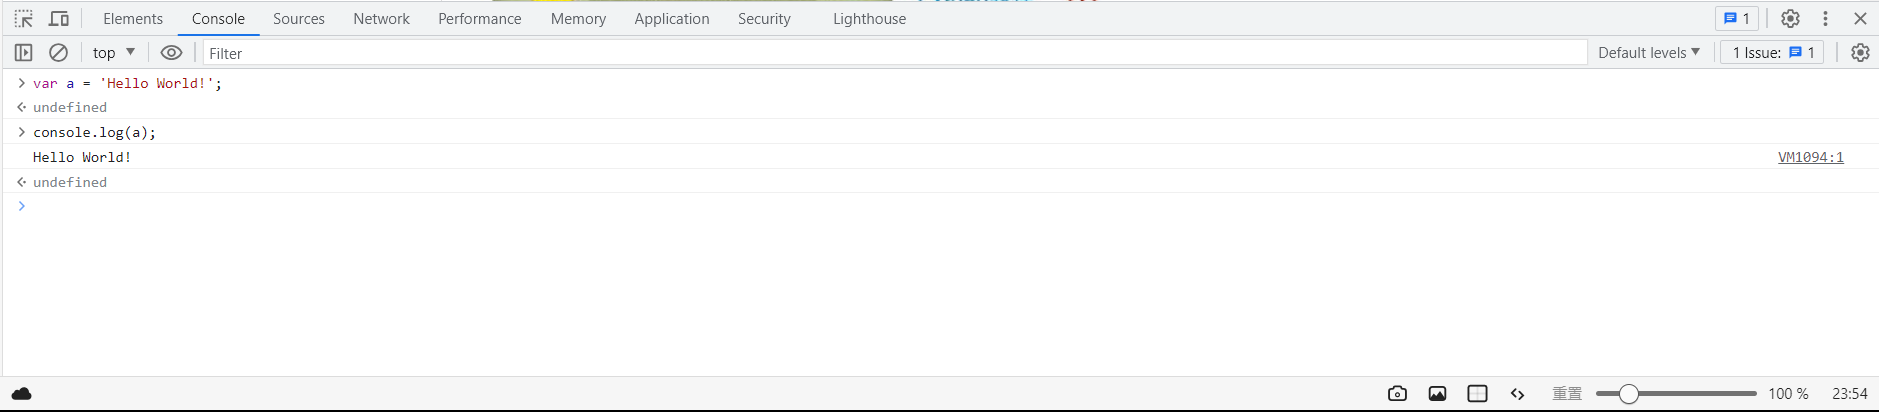 Elements Console Sources Network Performance Memory Application Security Lighthouse 1
top Filter Default levels 1 Issue: 1
var a = 'Hello World!';
undefined
console.log(a);
Hello World! VM1094:1
undefined
重置 100 % 23:54